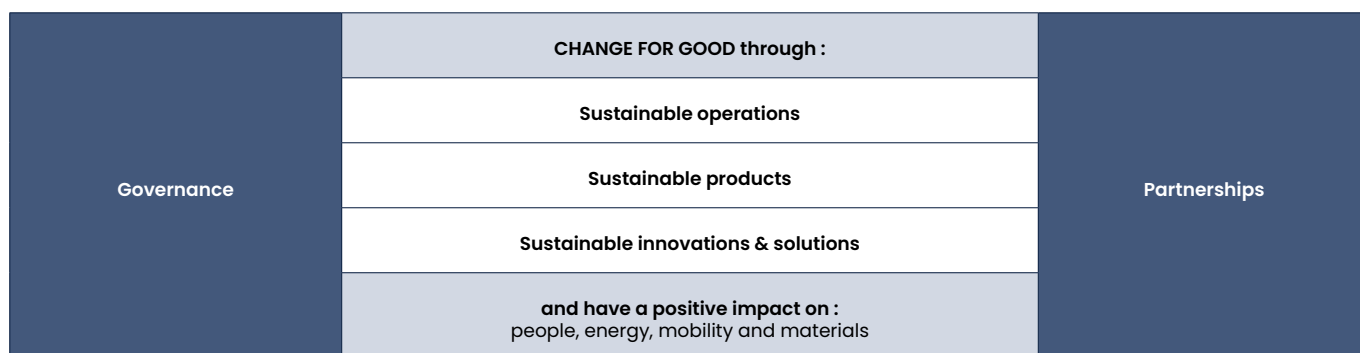 Governance
CHANGE FOR GOOD through :
Sustainable operations
Sustainable products
Sustainable innovations & solutions
and have a positive impact on :
people, energy, mobility and materials
Partnerships